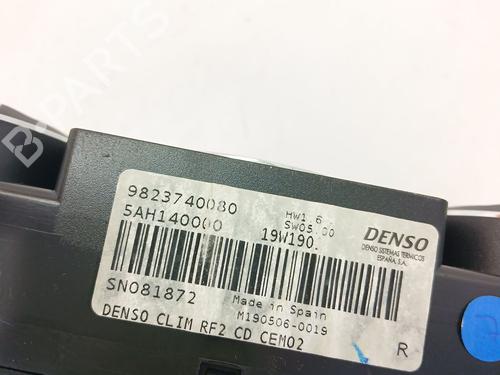 B-PARTS
9823740080
HW1.6
5AH140000
SW05.00
19W190.
DENSO
DENSO SISTEMAS TERMICOS
ESPAÑA, S.A.
SN081872
Made in Spain
M190506-0019
DENSO CLIM RF2 CD CEM02
R